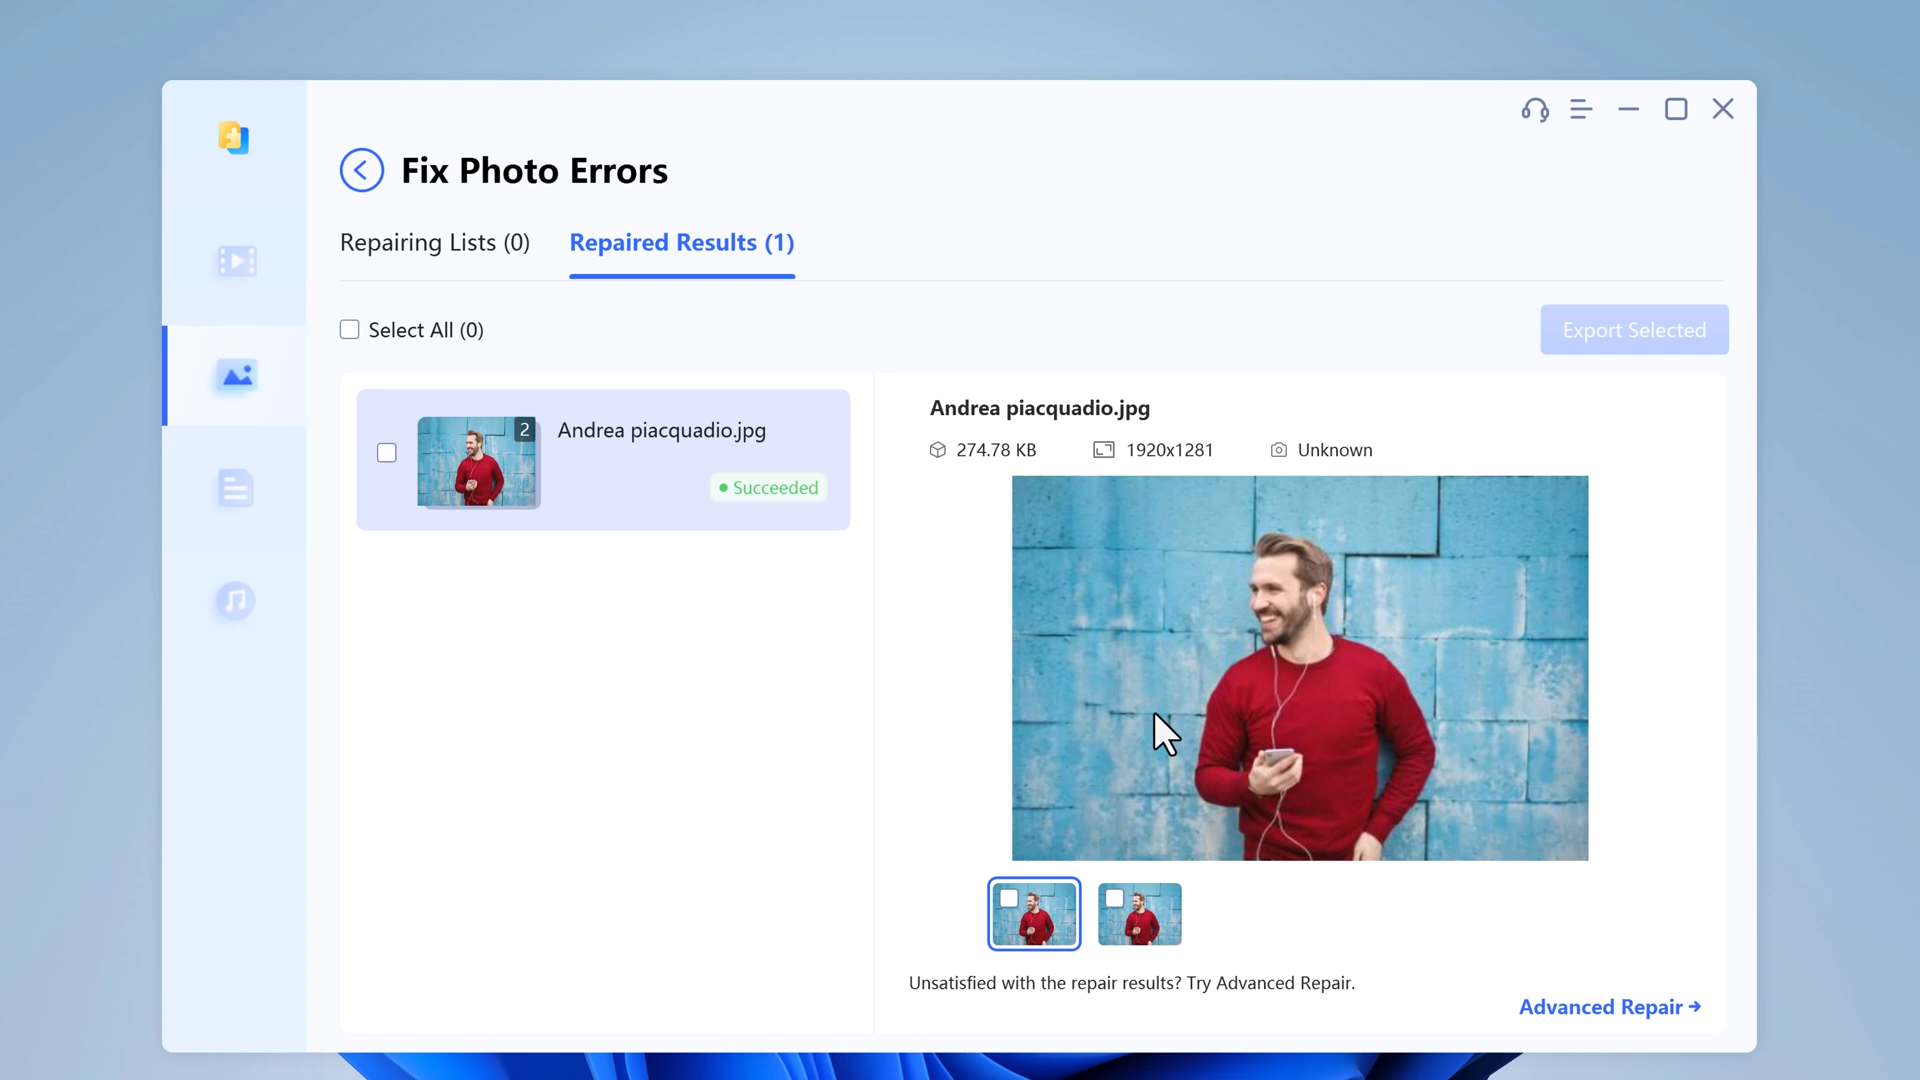 Fix Photo Errors
Repairing Lists (0)
Repaired Results (1)
Select All (0)
Export Selected
2
Andrea piacquadio.jpg
Succeeded
Andrea piacquadio.jpg
274.78 KB
1920x1281
Unknown
Unsatisfied with the repair results? Try Advanced Repair.
Advanced Repair